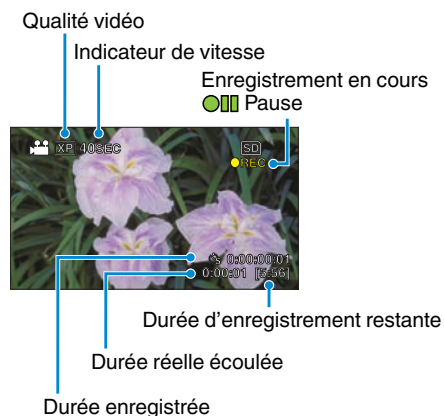 Qualité vidéo
Indicateur de vitesse
Enregistrement en cours
Pause
XP 40SEC
SD
REC
0:00:00:01
0:00:01 [5:56]
Durée d'enregistrement restante
Durée réelle écoulée
Durée enregistrée